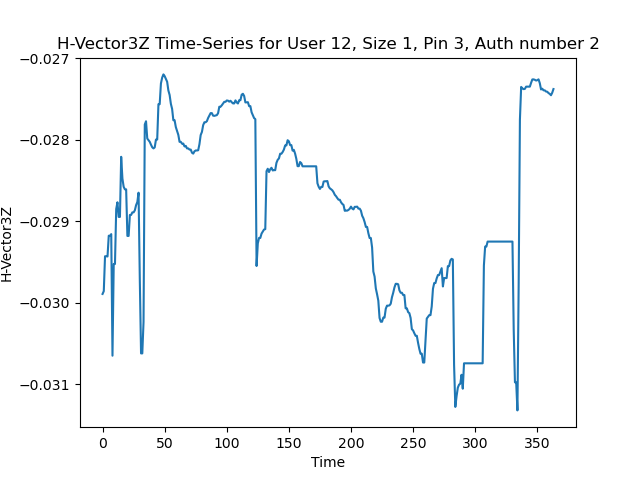 H-Vector3Z Time-Series for User 12, Size 1, Pin 3, Auth number 2
−0.027
−0.028
−0.029
−0.030
−0.031
H-Vector3Z
0 50 100 150 200 250 300 350
Time